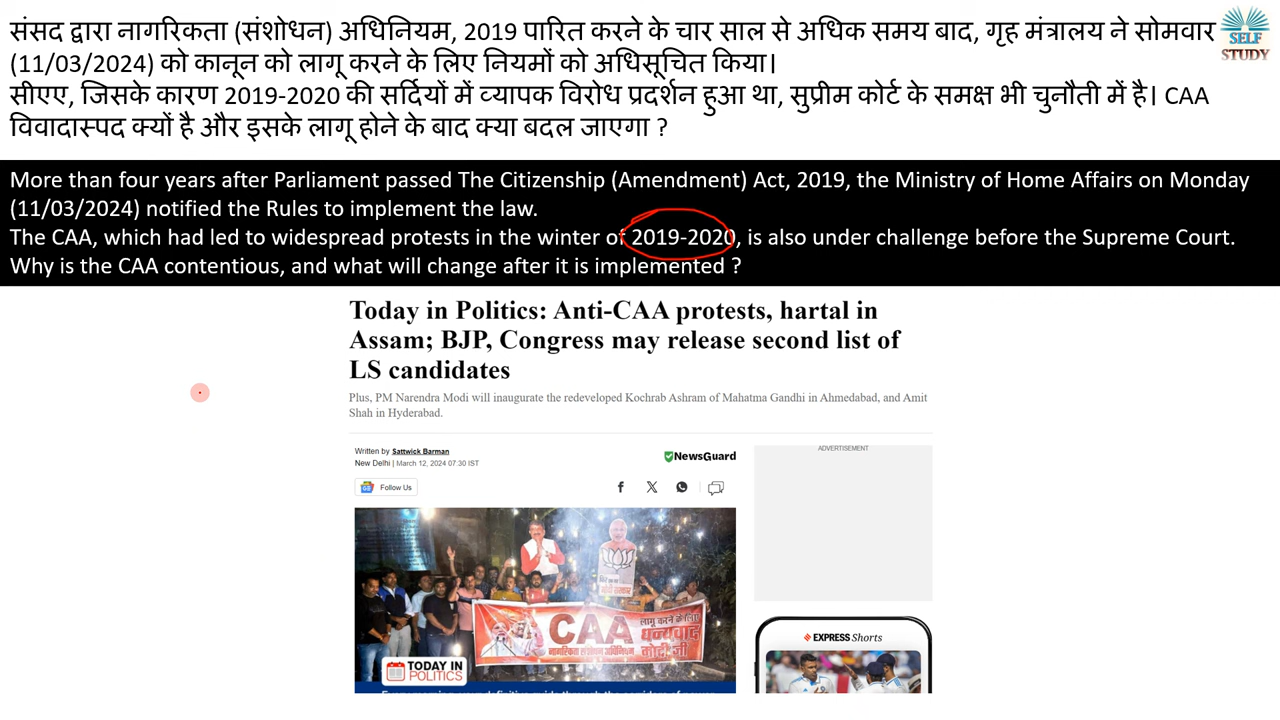 संसद द्वारा नागरिकता (संशोधन) अधिनियम, 2019 पारित करने के चार साल से अधिक समय बाद, गृह मंत्रालय ने सोमवार
(11/03/2024) को कानून को लागू करने के लिए नियमों को अधिसूचित किया।
सीएए, जिसके कारण 2019-2020 की सर्दियों में व्यापक विरोध प्रदर्शन हुआ था, सुप्रीम कोर्ट के समक्ष भी चुनौती में है। CAA
विवादास्पद क्यों है और इसके लागू होने के बाद क्या बदल जाएगा ?
SELF
STUDY
More than four years after Parliament passed The Citizenship (Amendment) Act, 2019, the Ministry of Home Affairs on Monday
(11/03/2024) notified the Rules to implement the law.
The CAA, which had led to widespread protests in the winter of 2019-2020, is also under challenge before the Supreme Court.
Why is the CAA contentious, and what will change after it is implemented ?
Today in Politics: Anti-CAA protests, hartal in
Assam; BJP, Congress may release second list of
LS candidates
Plus, PM Narendra Modi will inaugurate the redeveloped Kochrab Ashram of Mahatma Gandhi in Ahmedabad, and Amit
Shah in Hyderabad.
Written by Sattwick Barman
New Delhi | March 12, 2024 07:30 IST
NewsGuard
ADVERTISEMENT
Follow Us
CAA
लागू करने के लिए
धन्यवाद
मोदी जी
नागरिकता संशोधन अधिनियम
TODAY IN
POLITICS
EXPRESS Shorts